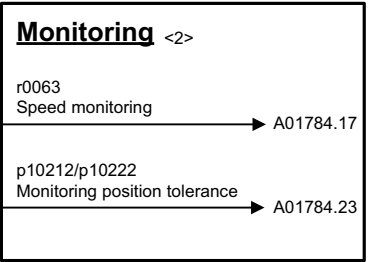 Monitoring <2>
r0063
Speed monitoring
A01784.17
p10212/p10222
Monitoring position tolerance
A01784.23